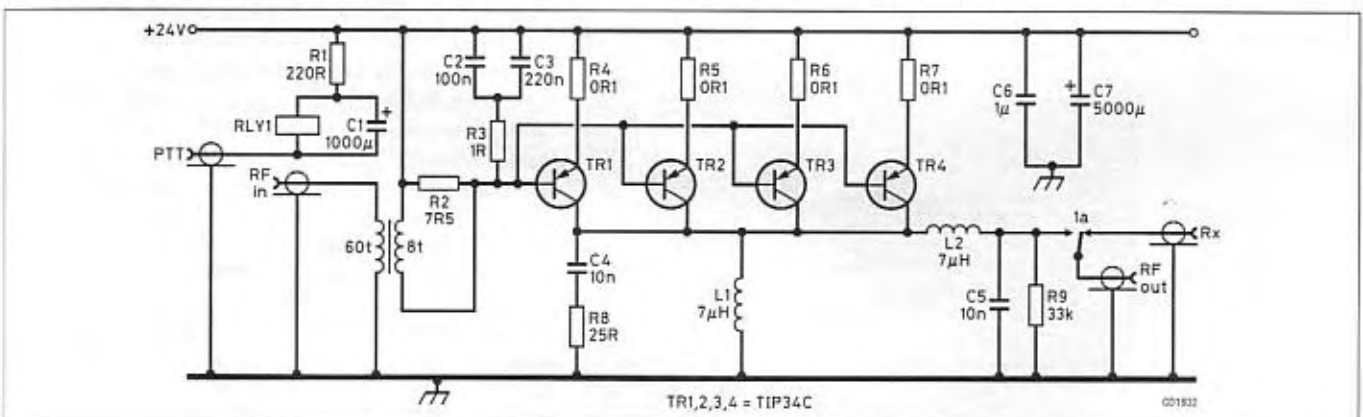 +24V
R1
220R
RLY1
C1
1000µ
PTT
RF
in
60t
8t
R2
7R5
C2
100n
C3
220n
R3
1R
R4
0R1
R5
0R1
R6
0R1
R7
0R1
TR1
TR2
TR3
TR4
C4
10n
R8
25R
L1
7µH
L2
7µH
C5
10n
R9
33k
C6
1µ
C7
5000µ
1a
Rx
RF
out
TR1,2,3,4 = TIP34C